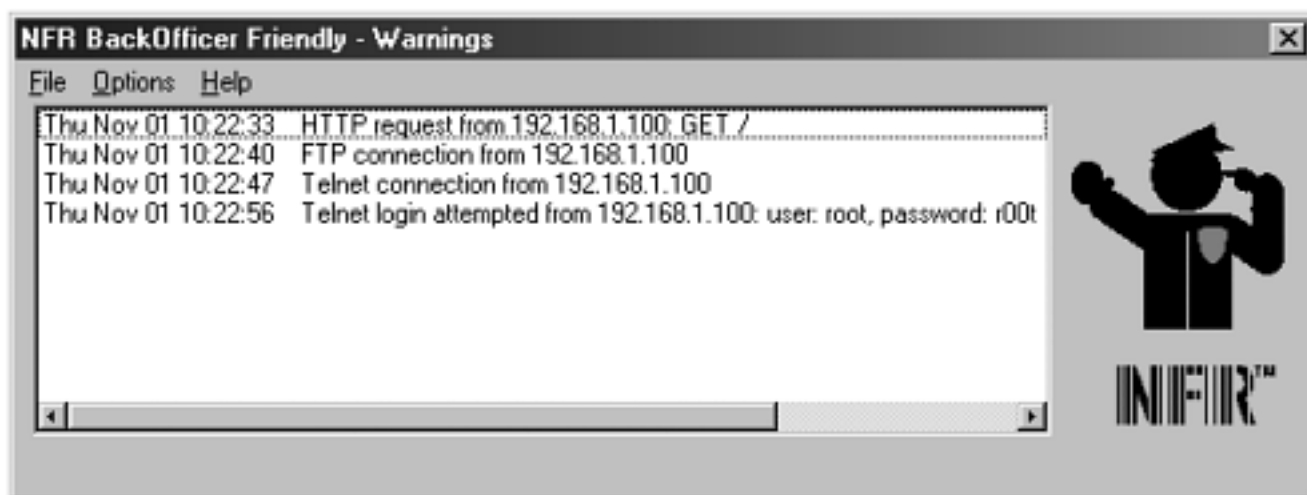 NFR BackOfficer Friendly - Warnings
File Options Help
Thu Nov 01 10:22:33 HTTP request from 192.168.1.100: GET /
Thu Nov 01 10:22:40 FTP connection from 192.168.1.100
Thu Nov 01 10:22:47 Telnet connection from 192.168.1.100
Thu Nov 01 10:22:56 Telnet login attempted from 192.168.1.100: user: root, password: r00t
NFR™